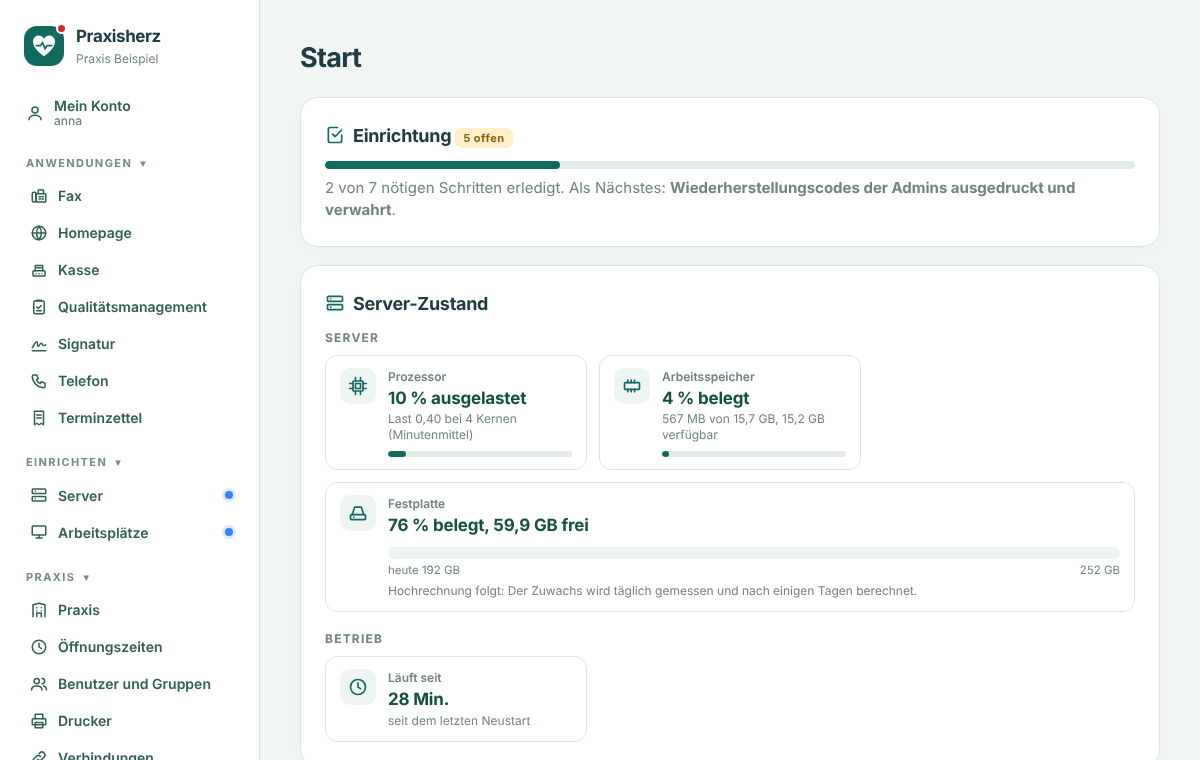 Praxisherz
Praxis Beispiel
Mein Konto
anna
ANWENDUNGEN ▾
Fax
Homepage
Kasse
Qualitätsmanagement
Signatur
Telefon
Terminzettel
EINRICHTEN ▾
Server
Arbeitsplätze
PRAXIS ▾
Praxis
Öffnungszeiten
Benutzer und Gruppen
Drucker
Verbindungen
Start
Einrichtung 5 offen
2 von 7 nötigen Schritten erledigt. Als Nächstes: Wiederherstellungscodes der Admins ausgedruckt und
verwahrt.
Server-Zustand
SERVER
Prozessor
10 % ausgelastet
Last 0,40 bei 4 Kernen
(Minutenmittel)
Arbeitsspeicher
4 % belegt
567 MB von 15,7 GB, 15,2 GB
verfügbar
Festplatte
76 % belegt, 59,9 GB frei
heute 192 GB
252 GB
Hochrechnung folgt: Der Zuwachs wird täglich gemessen und nach einigen Tagen berechnet.
BETRIEB
Läuft seit
28 Min.
seit dem letzten Neustart